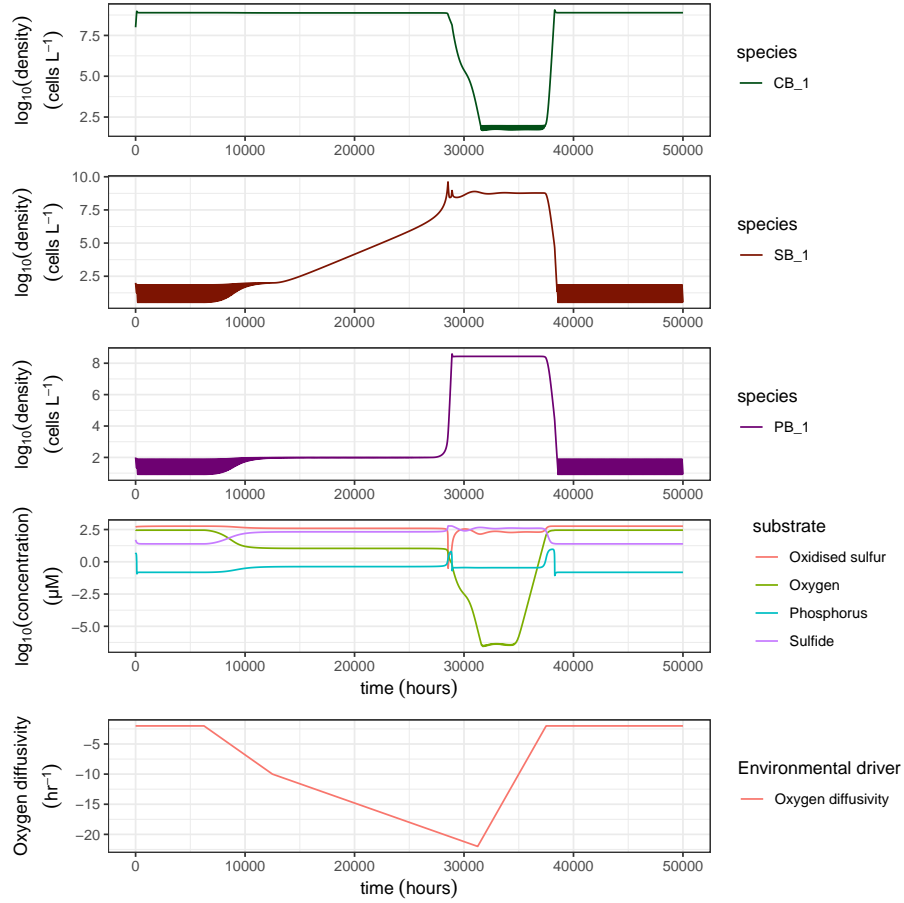 log₁₀(density)
(cells L⁻¹)
7.5
5.0
2.5
0 10000 20000 30000 40000 50000
species
CB_1
log₁₀(density)
(cells L⁻¹)
10.0
7.5
5.0
2.5
0 10000 20000 30000 40000 50000
species
SB_1
log₁₀(density)
(cells L⁻¹)
8
6
4
2
0 10000 20000 30000 40000 50000
species
PB_1
log₁₀(concentration)
(µM)
2.5
0.0
−2.5
−5.0
0 10000 20000 30000 40000 50000
time (hours)
substrate
Oxidised sulfur
Oxygen
Phosphorus
Sulfide
Oxygen diffusivity
(hr⁻¹)
−5
−10
−15
−20
0 10000 20000 30000 40000 50000
time (hours)
Environmental driver
Oxygen diffusivity